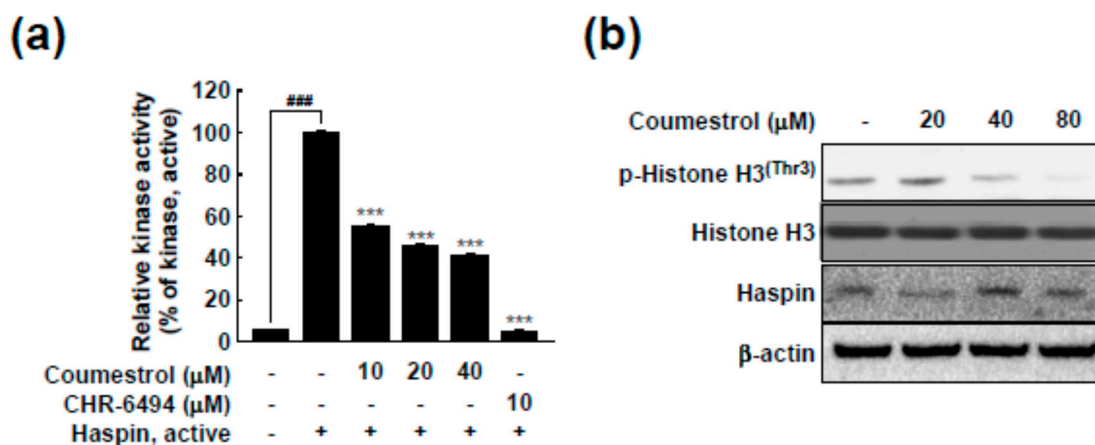 (a)
Relative kinase activity
(% of kinase, active)
120
100
80
60
40
20
0
###
***
***
***
***
Coumestrol (μM) - - 10 20 40 -
CHR-6494 (μM) - - - - - 10
Haspin, active - + + + + +
(b)
Coumestrol (μM) - 20 40 80
p-Histone H3(Thr3)
Histone H3
Haspin
β-actin